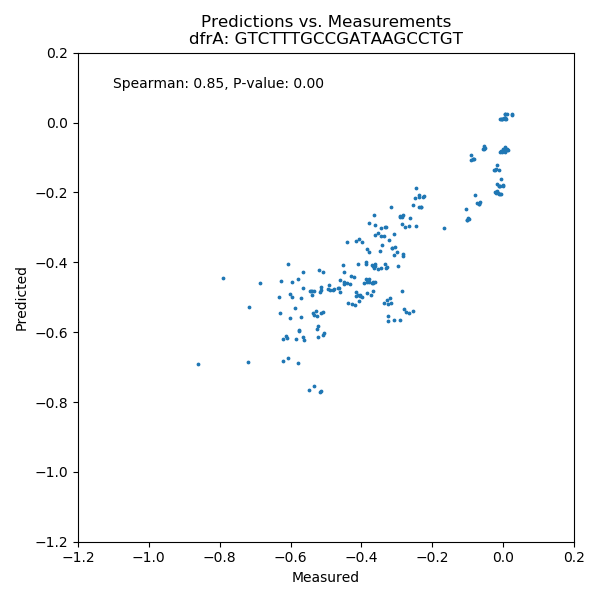 Predictions vs. Measurements
dfrA: GTCTTTGCCGATAAGCCTGT
Spearman: 0.85, P-value: 0.00
0.2
0.0
−0.2
−0.4
−0.6
−0.8
−1.0
−1.2
Predicted
−1.2 −1.0 −0.8 −0.6 −0.4 −0.2 0.0 0.2
Measured